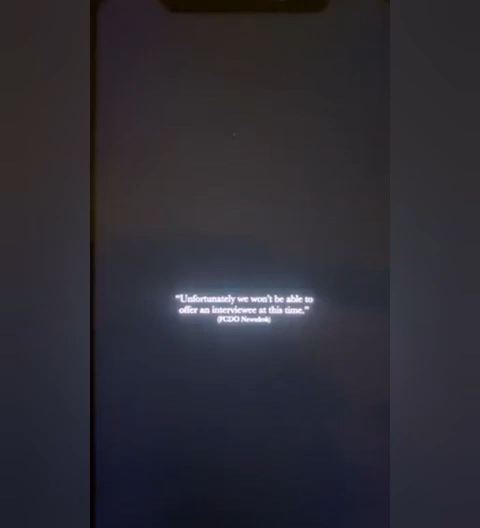 “Unfortunately we won't be able to
offer an interviewee at this time.”
(FCDO Newsdesk)